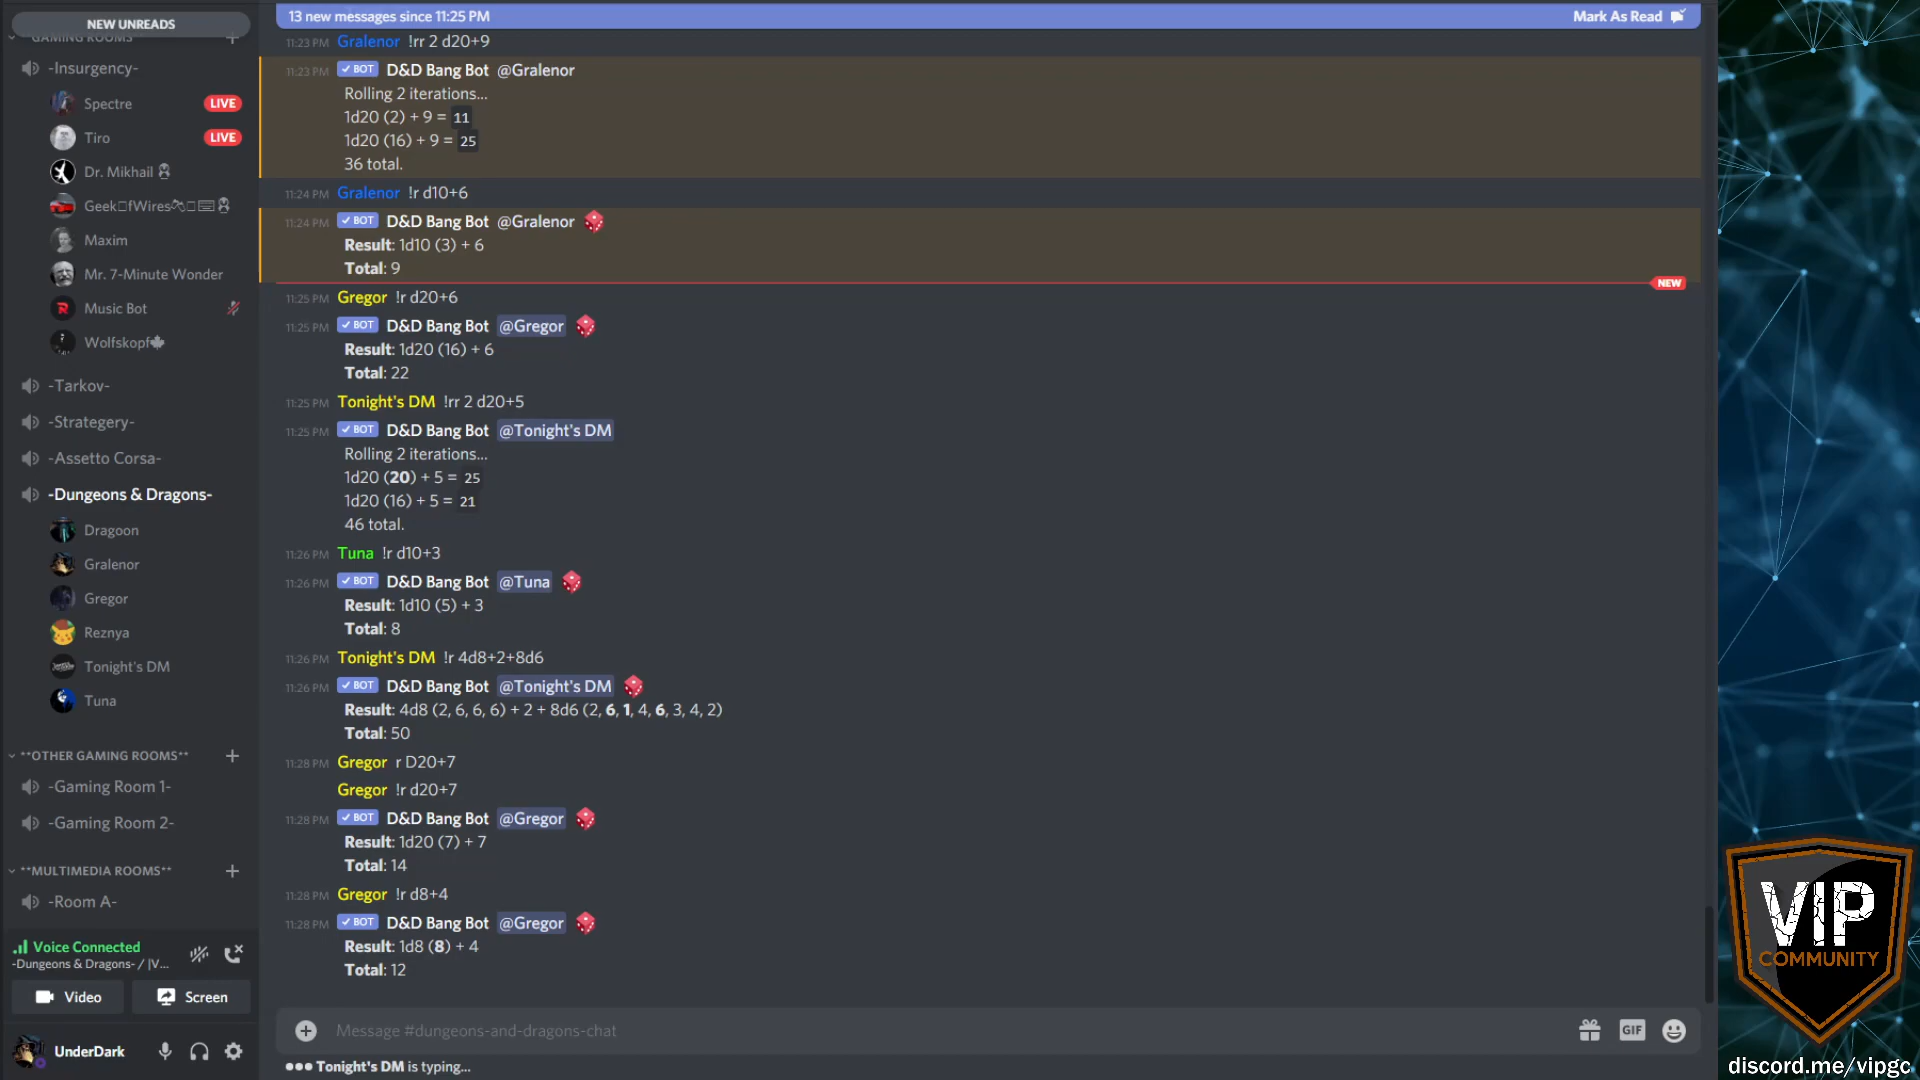 NEW UNREADS
GAMING ROOMS
-Insurgency-
Spectre LIVE
Tiro LIVE
Dr. Mikhail
Geek▯fWires
Maxim
Mr. 7-Minute Wonder
Music Bot
Wolfskopf
-Tarkov-
-Strategery-
-Assetto Corsa-
-Dungeons & Dragons-
Dragoon
Gralenor
Gregor
Reznya
Tonight's DM
Tuna
**OTHER GAMING ROOMS**
-Gaming Room 1-
-Gaming Room 2-
**MULTIMEDIA ROOMS**
-Room A-
Voice Connected
-Dungeons & Dragons- / |V...
Video Screen
UnderDark
13 new messages since 11:25 PM Mark As Read
11:23 PM Gralenor !rr 2 d20+9
11:23 PM BOT D&D Bang Bot @Gralenor
Rolling 2 iterations...
1d20 (2) + 9 = 11
1d20 (16) + 9 = 25
36 total.
11:24 PM Gralenor !r d10+6
11:24 PM BOT D&D Bang Bot @Gralenor
Result: 1d10 (3) + 6
Total: 9
NEW
11:25 PM Gregor !r d20+6
11:25 PM BOT D&D Bang Bot @Gregor
Result: 1d20 (16) + 6
Total: 22
11:25 PM Tonight's DM !rr 2 d20+5
11:25 PM BOT D&D Bang Bot @Tonight's DM
Rolling 2 iterations...
1d20 (20) + 5 = 25
1d20 (16) + 5 = 21
46 total.
11:26 PM Tuna !r d10+3
11:26 PM BOT D&D Bang Bot @Tuna
Result: 1d10 (5) + 3
Total: 8
11:26 PM Tonight's DM !r 4d8+2+8d6
11:26 PM BOT D&D Bang Bot @Tonight's DM
Result: 4d8 (2, 6, 6, 6) + 2 + 8d6 (2, 6, 1, 4, 6, 3, 4, 2)
Total: 50
11:28 PM Gregor r D20+7
Gregor !r d20+7
11:28 PM BOT D&D Bang Bot @Gregor
Result: 1d20 (7) + 7
Total: 14
11:28 PM Gregor !r d8+4
11:28 PM BOT D&D Bang Bot @Gregor
Result: 1d8 (8) + 4
Total: 12
Message #dungeons-and-dragons-chat GIF
Tonight's DM is typing...
VIP
COMMUNITY
discord.me/vipgc